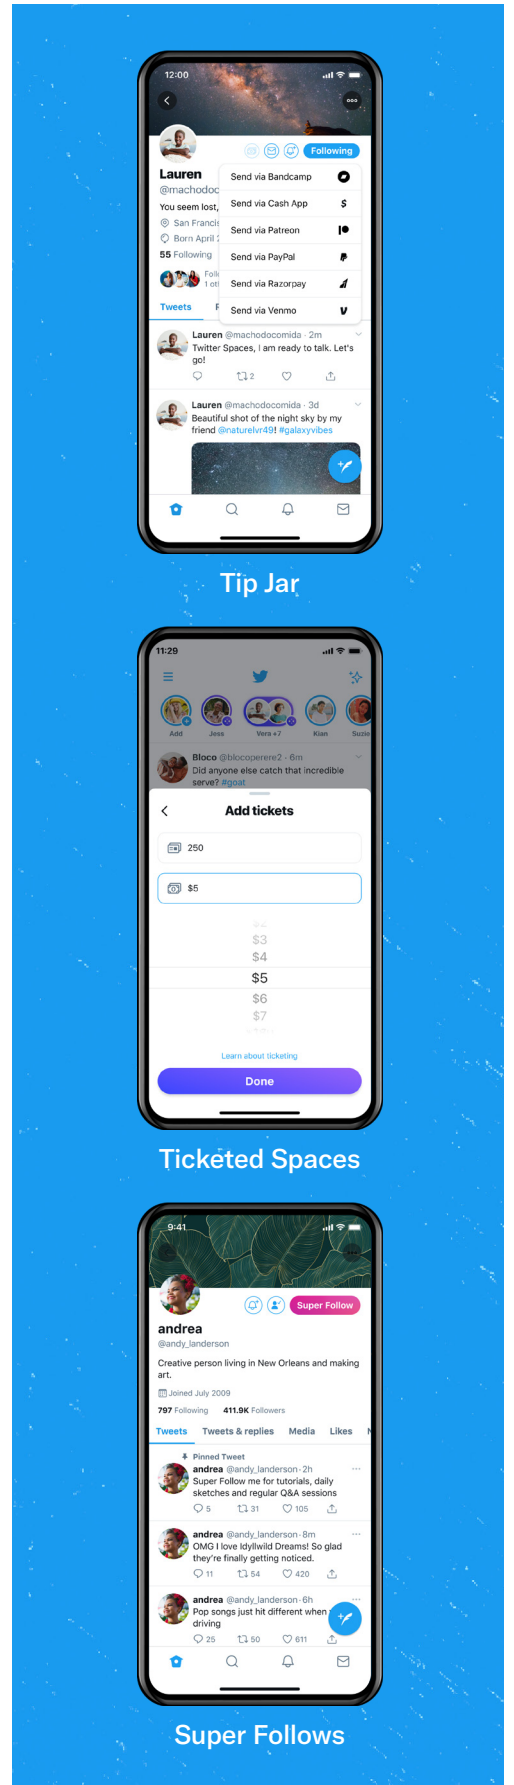 12:00
Following
Lauren
@machodoc
You seem lost,
San Francis
Born April 2
55 Following
Foll
1 ot
Send via Bandcamp
Send via Cash App
Send via Patreon
Send via PayPal
Send via Razorpay
Send via Venmo
Tweets
Lauren @machodocomida · 2m
Twitter Spaces, I am ready to talk. Let's
go!
2
Lauren @machodocomida · 3d
Beautiful shot of the night sky by my
friend @naturelvr49! #galaxyvibes
Tip Jar
11:29
Add Jess Vera +7 Kian Suzie
Bloco @blocoperere2 · 6m
Did anyone else catch that incredible
serve? #goat
Add tickets
250
$5
$2
$3
$4
$5
$6
$7
Learn about ticketing
Done
Ticketed Spaces
9:41
Super Follow
andrea
@andy_landerson
Creative person living in New Orleans and making
art.
Joined July 2009
797 Following 411.9K Followers
Tweets Tweets & replies Media Likes
Pinned Tweet
andrea @andy_landerson · 2h
Super Follow me for tutorials, daily
sketches and regular Q&A sessions
5 31 105
andrea @andy_landerson · 8m
OMG I love Idyllwild Dreams! So glad
they're finally getting noticed.
11 54 420
andrea @andy_landerson · 6h
Pop songs just hit different when
driving
25 50 611
Super Follows